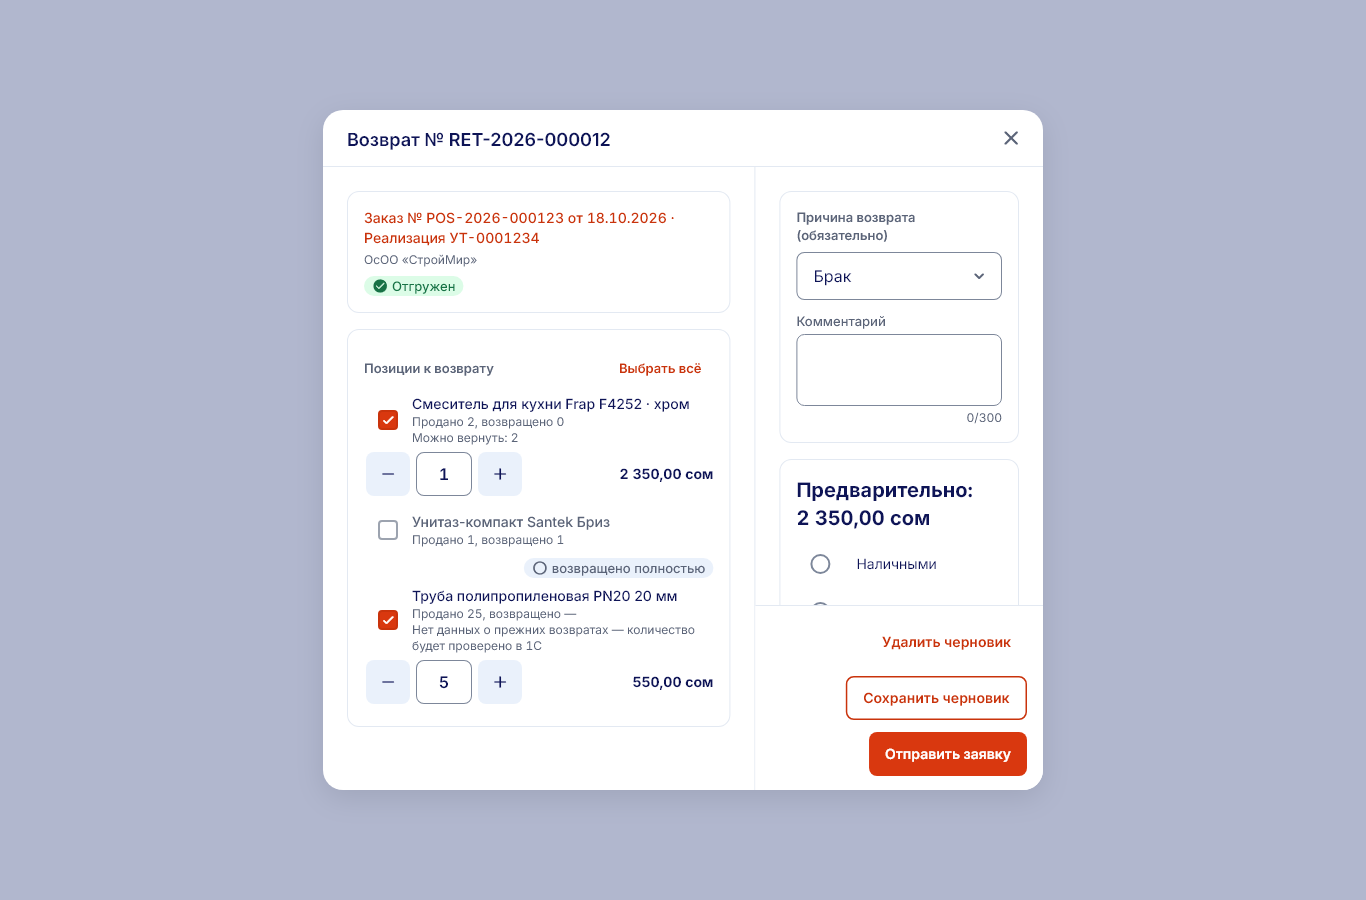 Возврат № RET-2026-000012
Заказ № POS-2026-000123 от 18.10.2026 ·
Реализация УТ-0001234
ОсОО «СтройМир»
Отгружен
Позиции к возврату
Выбрать всё
Смеситель для кухни Frap F4252 · хром
Продано 2, возвращено 0
Можно вернуть: 2
− 1 + 2 350,00 сом
Унитаз-компакт Santek Бриз
Продано 1, возвращено 1
возвращено полностью
Труба полипропиленовая PN20 20 мм
Продано 25, возвращено —
Нет данных о прежних возвратах — количество
будет проверено в 1С
− 5 + 550,00 сом
Причина возврата
(обязательно)
Брак
Комментарий
0/300
Предварительно:
2 350,00 сом
Наличными
Удалить черновик
Сохранить черновик
Отправить заявку